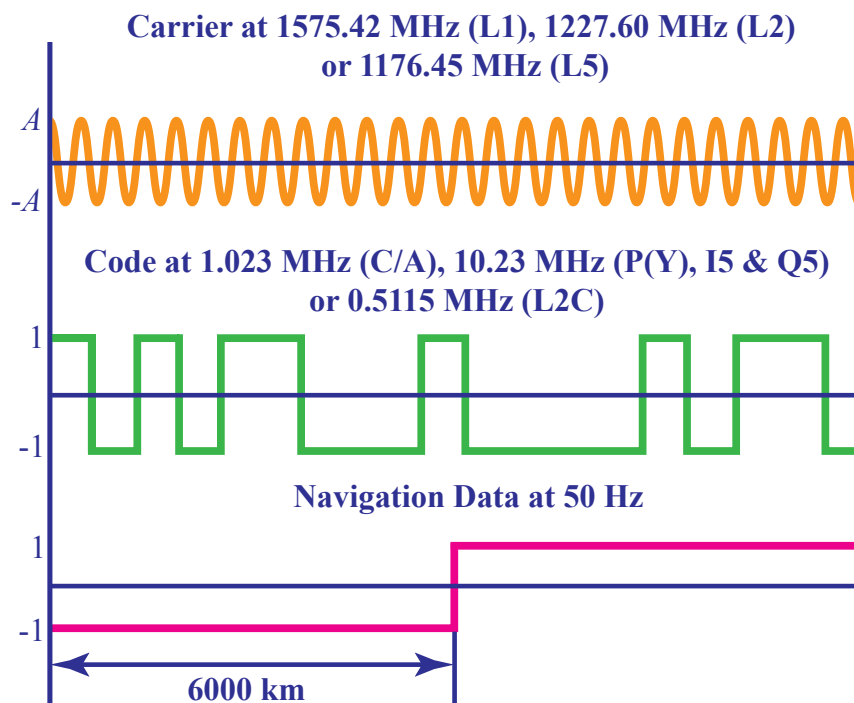 Carrier at 1575.42 MHz (L1), 1227.60 MHz (L2)
or 1176.45 MHz (L5)
A
-A
Code at 1.023 MHz (C/A), 10.23 MHz (P(Y), I5 & Q5)
or 0.5115 MHz (L2C)
1
-1
Navigation Data at 50 Hz
1
-1
6000 km